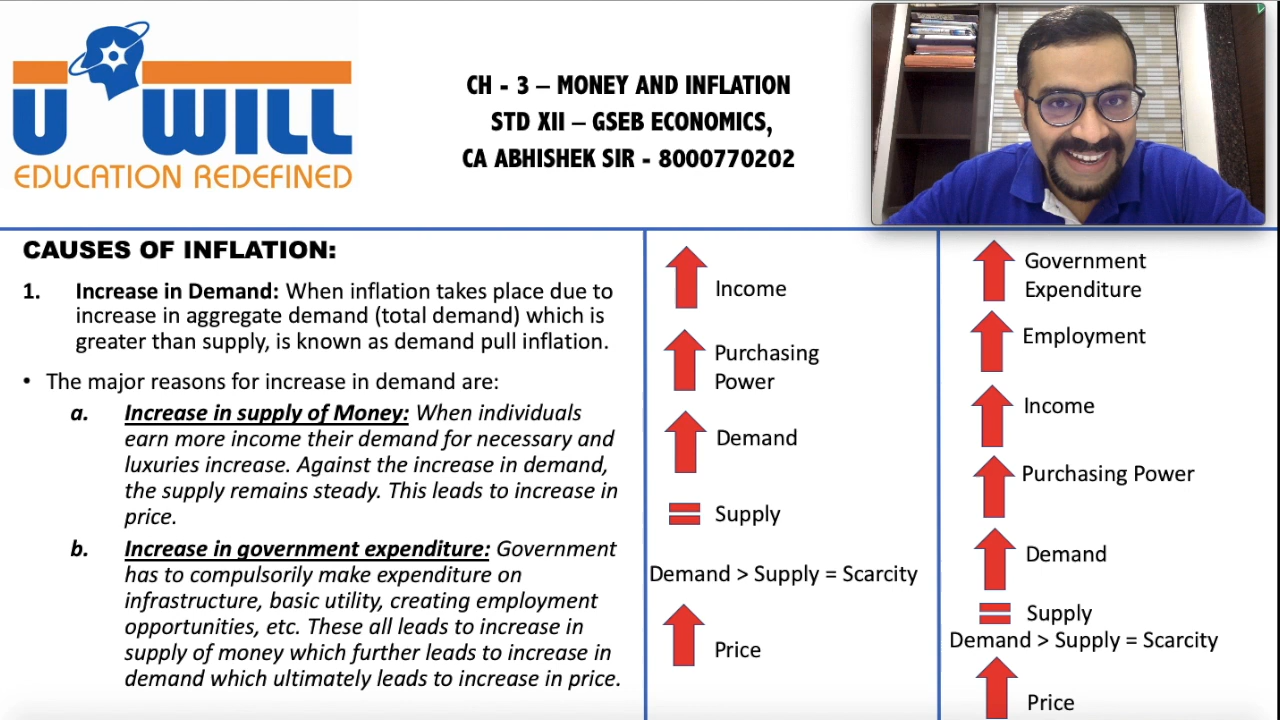 U WILL
EDUCATION REDEFINED
CH - 3 – MONEY AND INFLATION
STD XII – GSEB ECONOMICS,
CA ABHISHEK SIR - 8000770202
CAUSES OF INFLATION:
1. Increase in Demand: When inflation takes place due to
increase in aggregate demand (total demand) which is
greater than supply, is known as demand pull inflation.
• The major reasons for increase in demand are:
a. Increase in supply of Money: When individuals
earn more income their demand for necessary and
luxuries increase. Against the increase in demand,
the supply remains steady. This leads to increase in
price.
b. Increase in government expenditure: Government
has to compulsorily make expenditure on
infrastructure, basic utility, creating employment
opportunities, etc. These all leads to increase in
supply of money which further leads to increase in
demand which ultimately leads to increase in price.
Income
Purchasing
Power
Demand
Supply
Demand > Supply = Scarcity
Price
Government
Expenditure
Employment
Income
Purchasing Power
Demand
Supply
Demand > Supply = Scarcity
Price